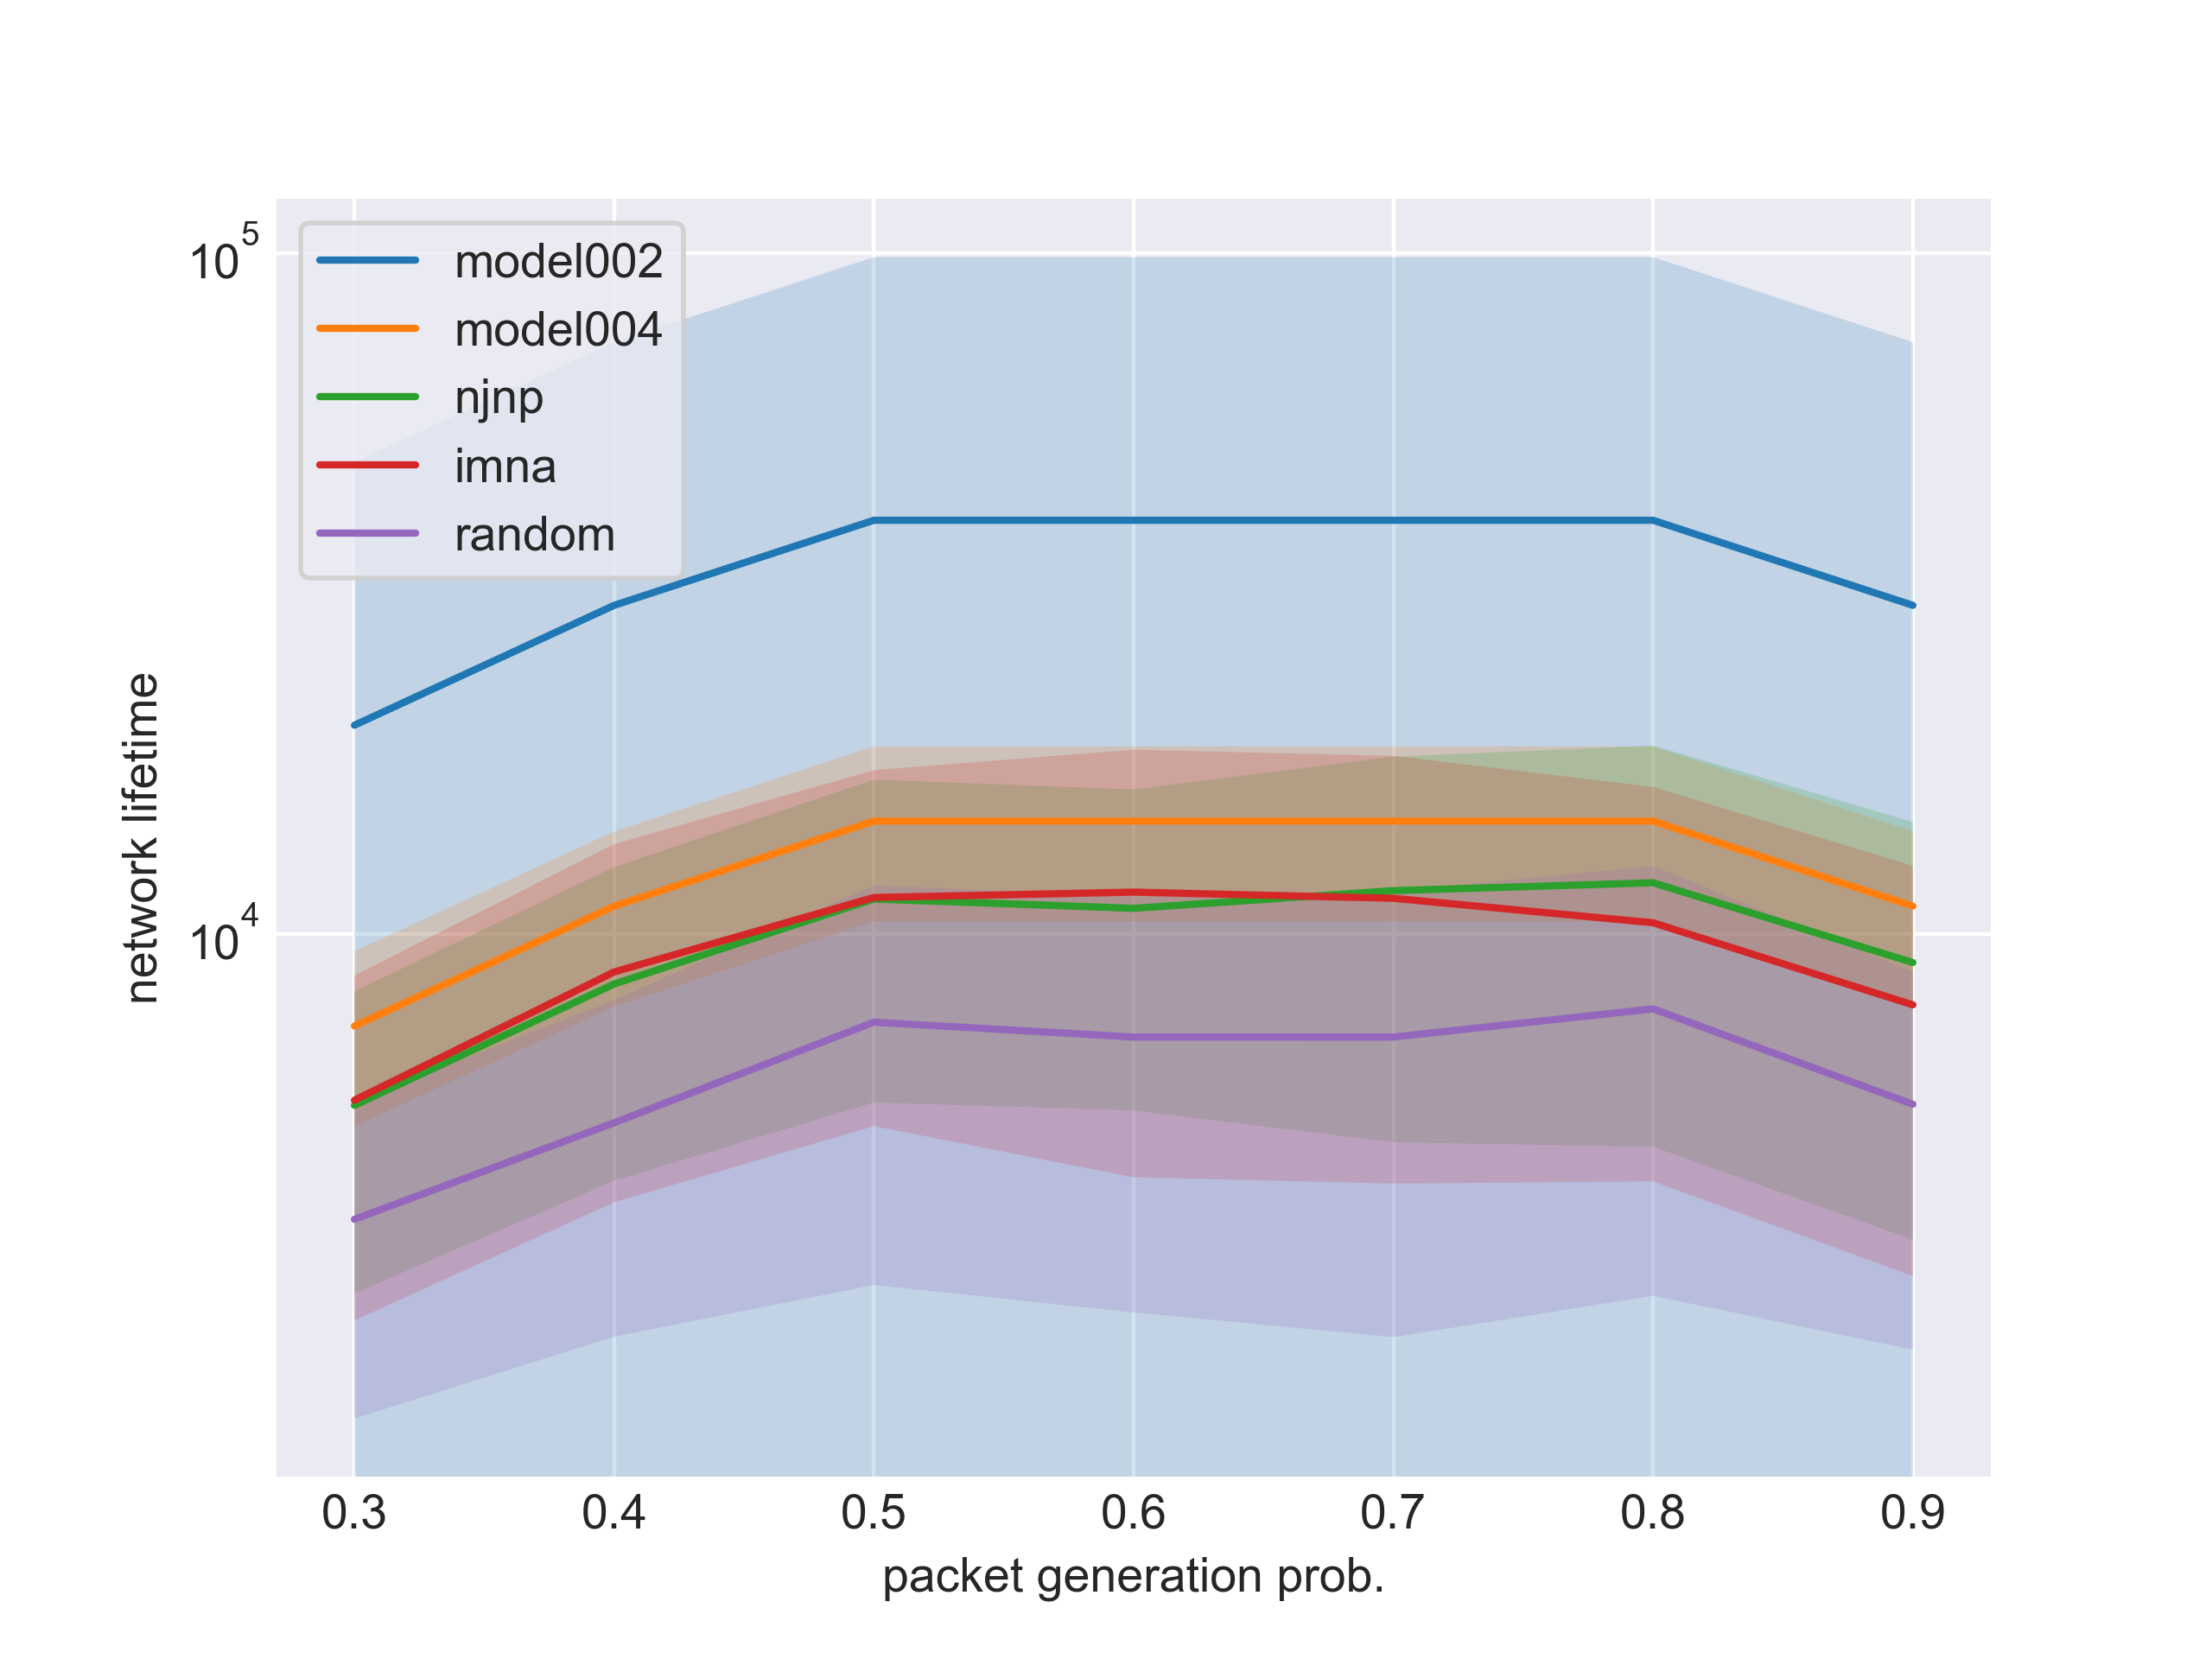 10^5
model002
model004
njnp
imna
random
network lifetime
10^4
0.3 0.4 0.5 0.6 0.7 0.8 0.9
packet generation prob.